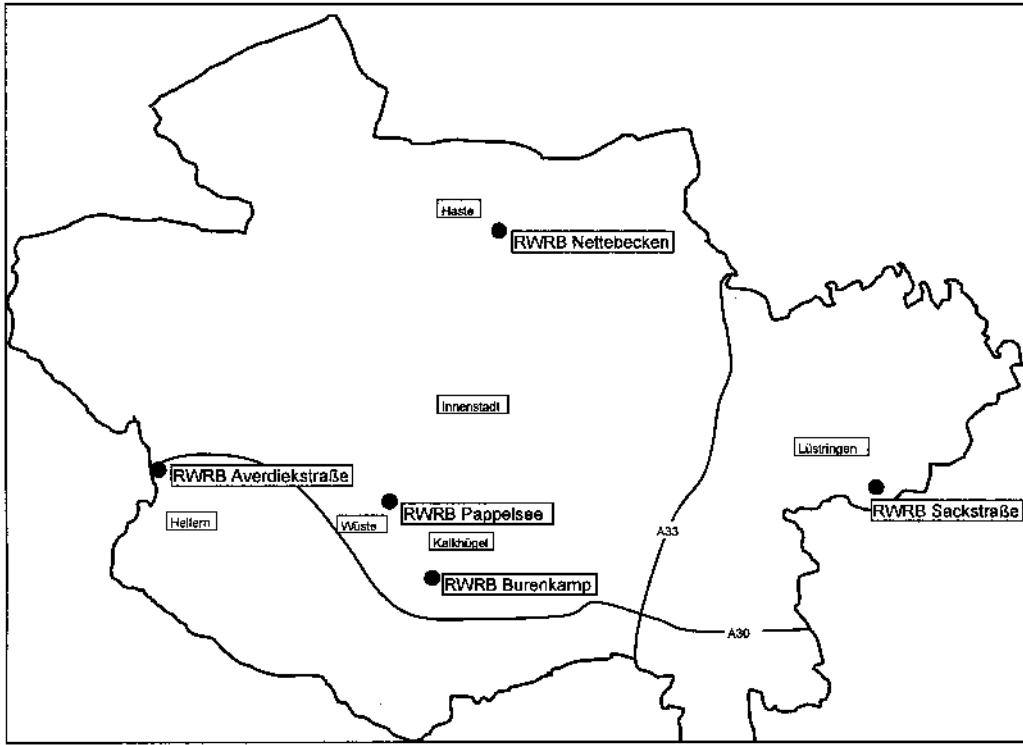 Haste
RWRB Nettebecken
Innenstadt
Lüstringen
RWRB Averdiekstraße
RWRB Sackstraße
RWRB Pappelsee
Hellern
Wüste
A33
Kalkhügel
RWRB Burenkamp
A30